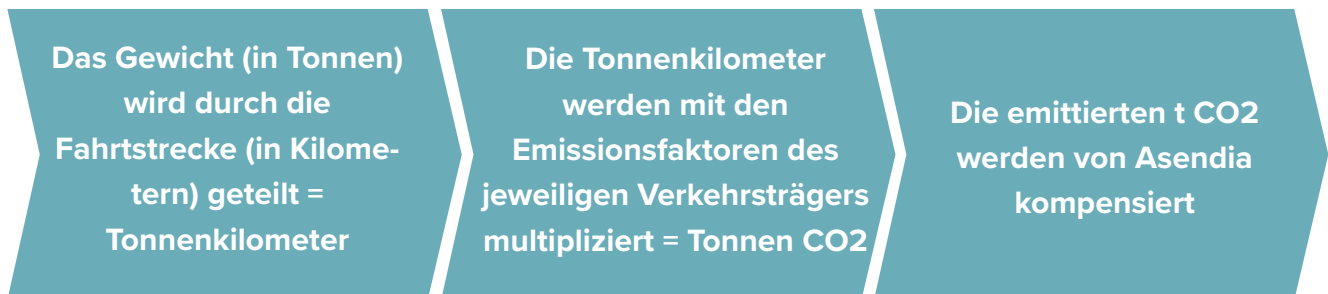 Das Gewicht (in Tonnen)
wird durch die
Fahrtstrecke (in Kilome-
tern) geteilt =
Tonnenkilometer
Die Tonnenkilometer
werden mit den
Emissionsfaktoren des
jeweiligen Verkehrsträgers
multipliziert = Tonnen CO2
Die emittierten t CO2
werden von Asendia
kompensiert